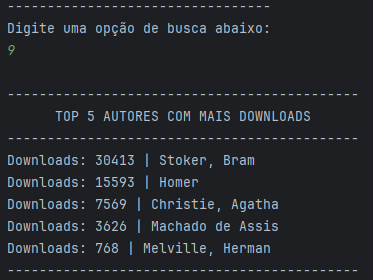 ---------------------------------
Digite uma opção de busca abaixo:
9
--------------------------------------------
TOP 5 AUTORES COM MAIS DOWNLOADS
--------------------------------------------
Downloads: 30413 | Stoker, Bram
Downloads: 15593 | Homer
Downloads: 7569 | Christie, Agatha
Downloads: 3626 | Machado de Assis
Downloads: 768 | Melville, Herman
--------------------------------------------